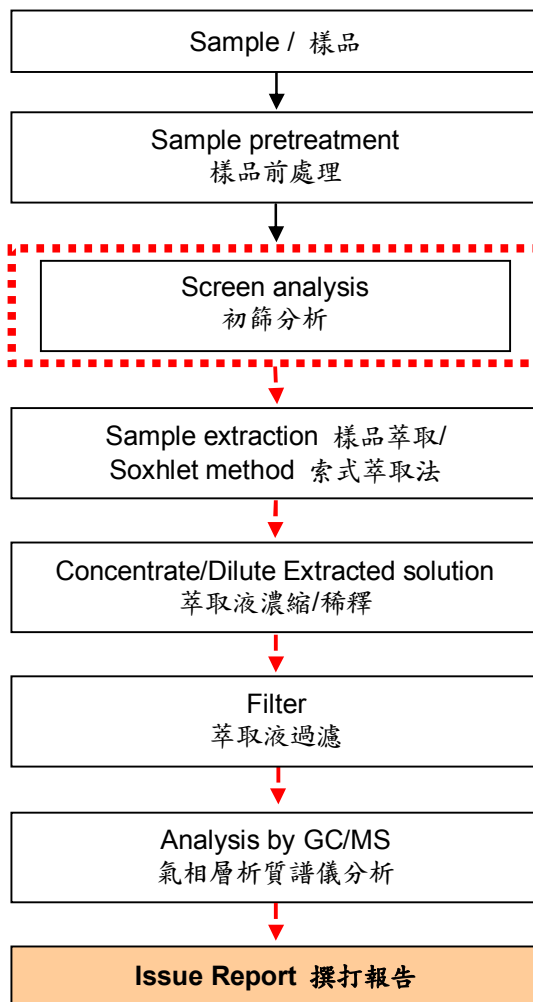 Sample / 樣品
Sample pretreatment
樣品前處理
Screen analysis
初篩分析
Sample extraction 樣品萃取/
Soxhlet method 索式萃取法
Concentrate/Dilute Extracted solution
萃取液濃縮/稀釋
Filter
萃取液過濾
Analysis by GC/MS
氣相層析質譜儀分析
Issue Report 撰打報告